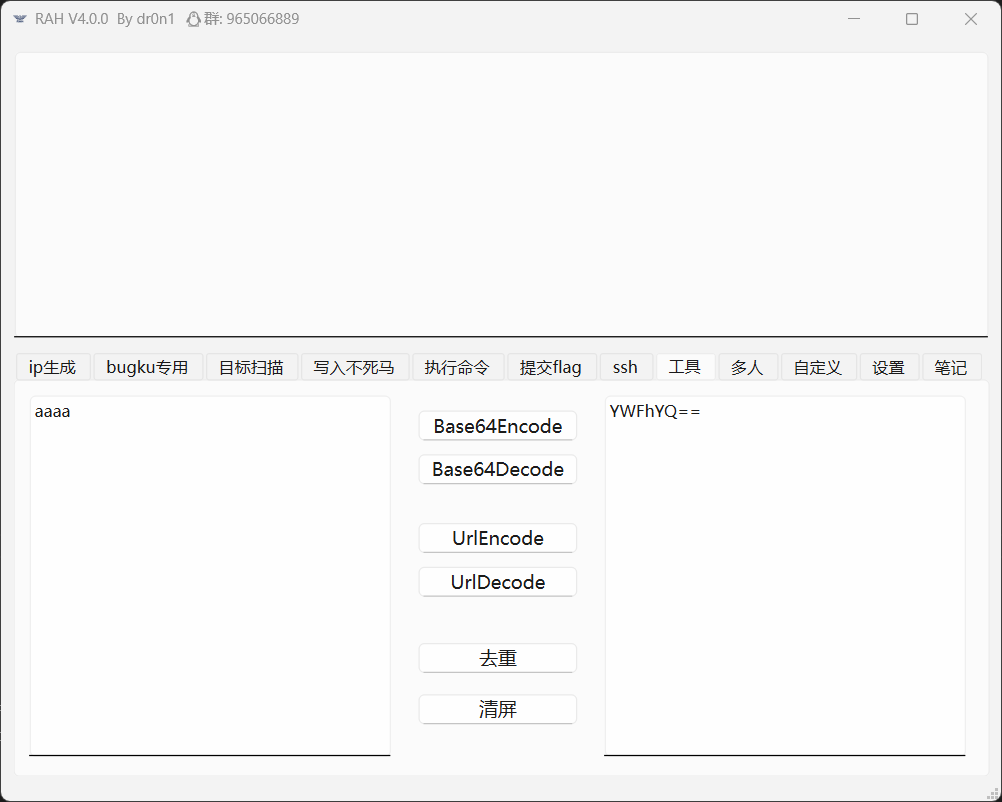 RAH V4.0.0 By dr0n1 群: 965066889
ip生成 bugku专用 目标扫描 写入不死马 执行命令 提交flag ssh 工具 多人 自定义 设置 笔记
aaaa
Base64Encode
YWFhYQ==
Base64Decode
UrlEncode
UrlDecode
去重
清屏